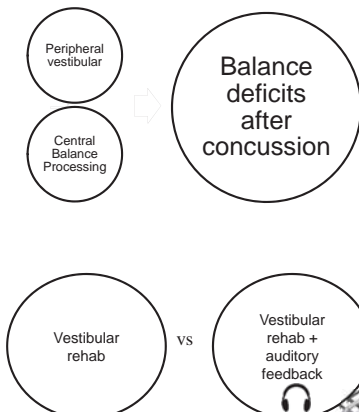 Peripheral
vestibular
Central
Balance
Processing
Balance
deficits
after
concussion
Vestibular
rehab
vs
Vestibular
rehab +
auditory
feedback